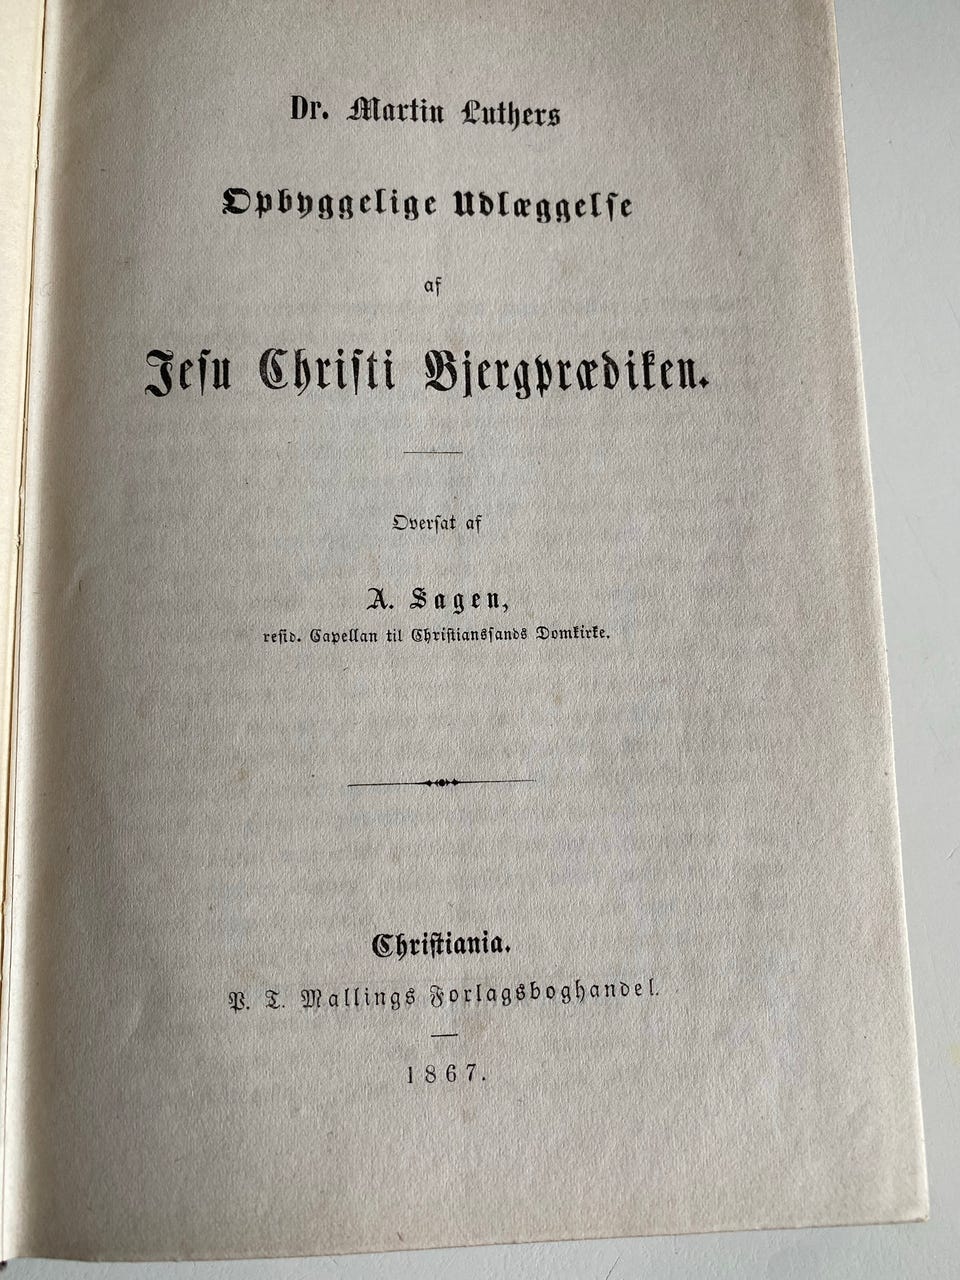 Dr. Martin Luthers
Opbyggelige Udlæggelse
af
Jesu Christi Bjergprædiken.
Oversat af
A. Sagen,
resid. Capellan til Christianssands Domkirke.
Christiania.
P. T. Mallings Forlagsboghandel.
1867.